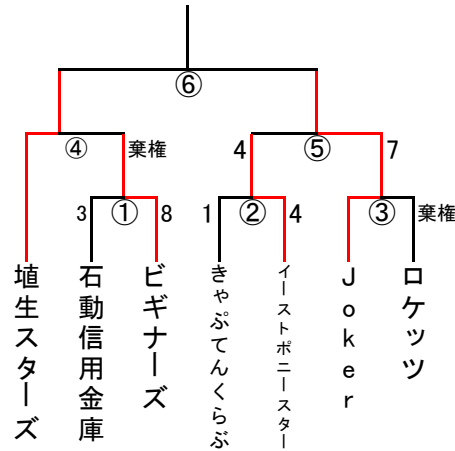 ⑥
④
棄権
4
⑤
7
3
①
8
1
②
4
③
棄権
埴生スターズ
石動信用金庫
ビギナーズ
きゃぷてんくらぶ
イーストポニースター
Joker
ロケッツ